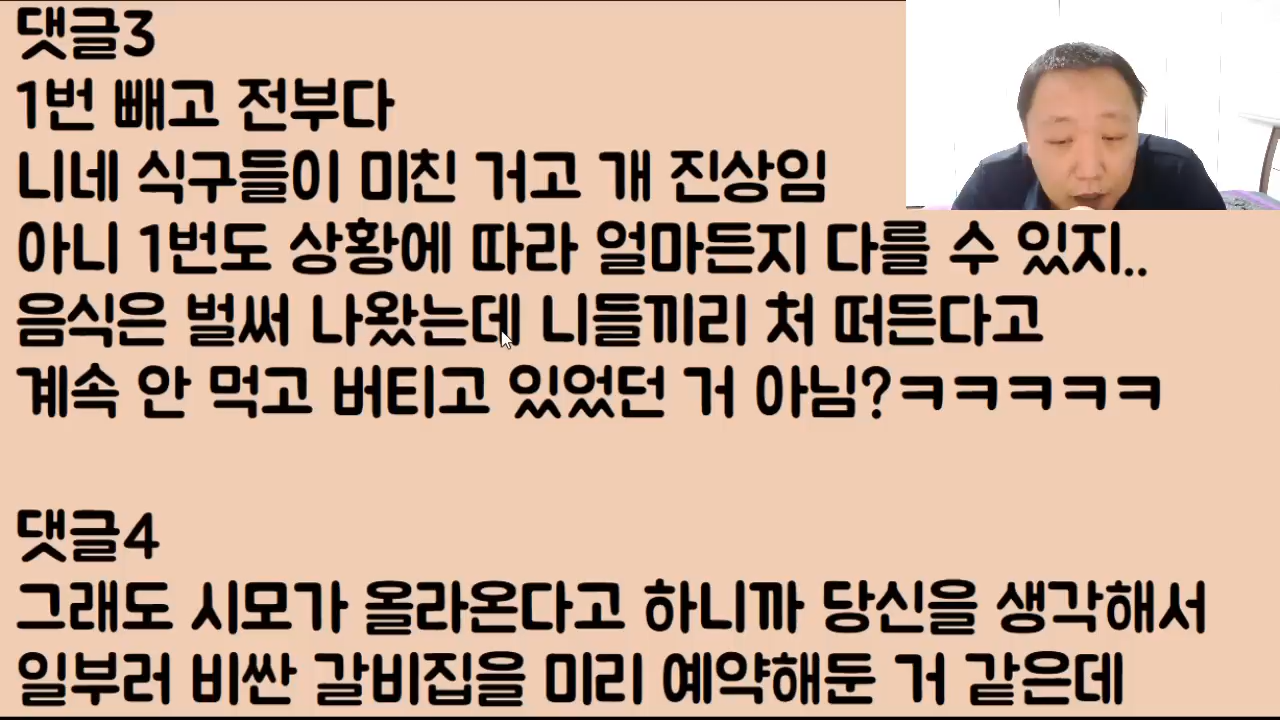 댓글3
1번 빼고 전부다
니네 식구들이 미친 거고 개 진상임
아니 1번도 상황에 따라 얼마든지 다를 수 있지..
음식은 벌써 나왔는데 니들끼리 처 떠든다고
계속 안 먹고 버티고 있었던 거 아님?ㅋㅋㅋㅋㅋ
댓글4
그래도 시모가 올라온다고 하니까 당신을 생각해서
일부러 비싼 갈비집을 미리 예약해둔 거 같은데